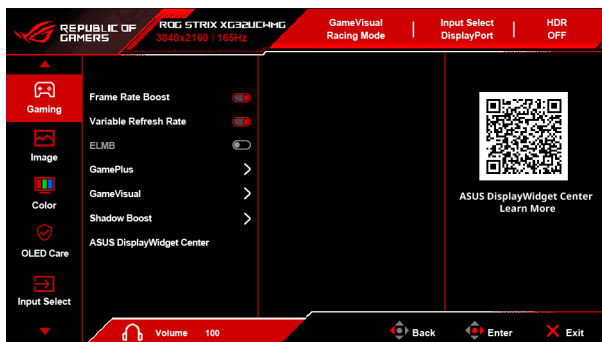 REPUBLIC OF
GAMERS
ROG STRIX XG32UCWMG
3840x2160 | 165Hz
GameVisual
Racing Mode
Input Select
DisplayPort
HDR
OFF
Gaming
Image
Color
OLED Care
Input Select
Frame Rate Boost
Variable Refresh Rate
ELMB
GamePlus
GameVisual
Shadow Boost
ASUS DisplayWidget Center
ASUS DisplayWidget Center
Learn More
Volume 100
Back
Enter
Exit